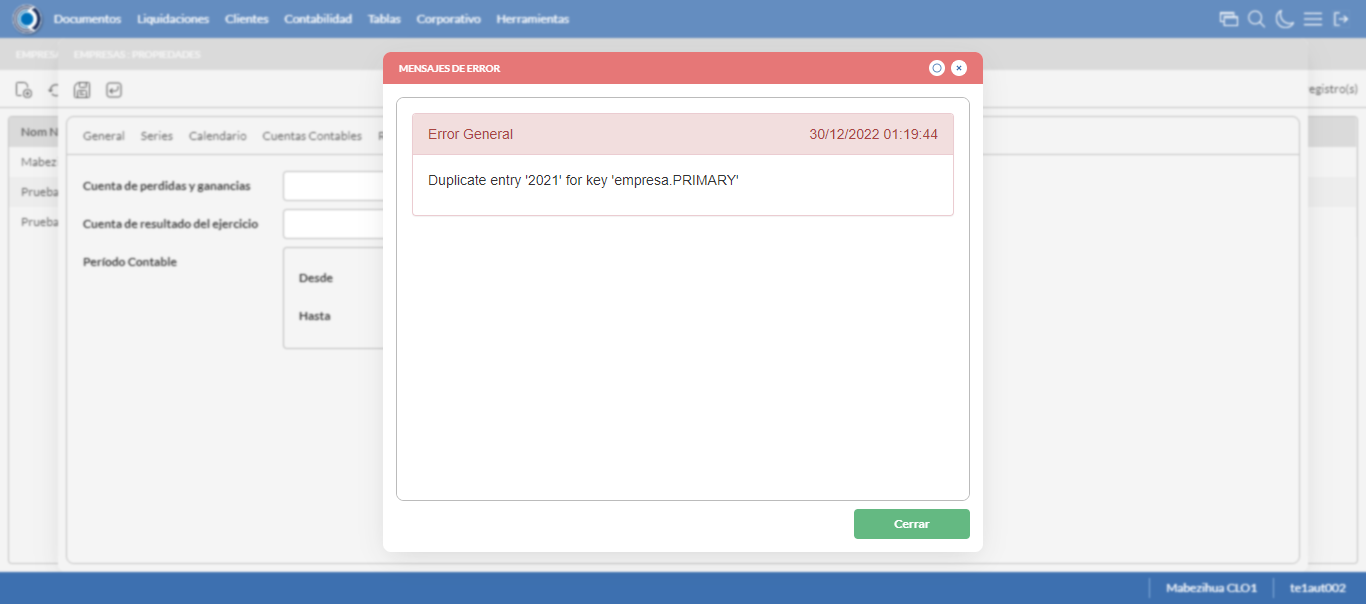 Documentos Liquidaciones Clientes Contabilidad Tablas Corporativo Herramientas
EMPRESAS : PROPIEDADES
MENSAJES DE ERROR
egistro(s)
Nom N
General Series Calendario Cuentas Contables
Error General 30/12/2022 01:19:44
Mabez
Duplicate entry '2021' for key 'empresa.PRIMARY'
Cuenta de perdidas y ganancias
Prueba
Cuenta de resultado del ejercicio
Prueba
Período Contable
Desde
Hasta
Cerrar
Mabezihua CLO1 te1aut002